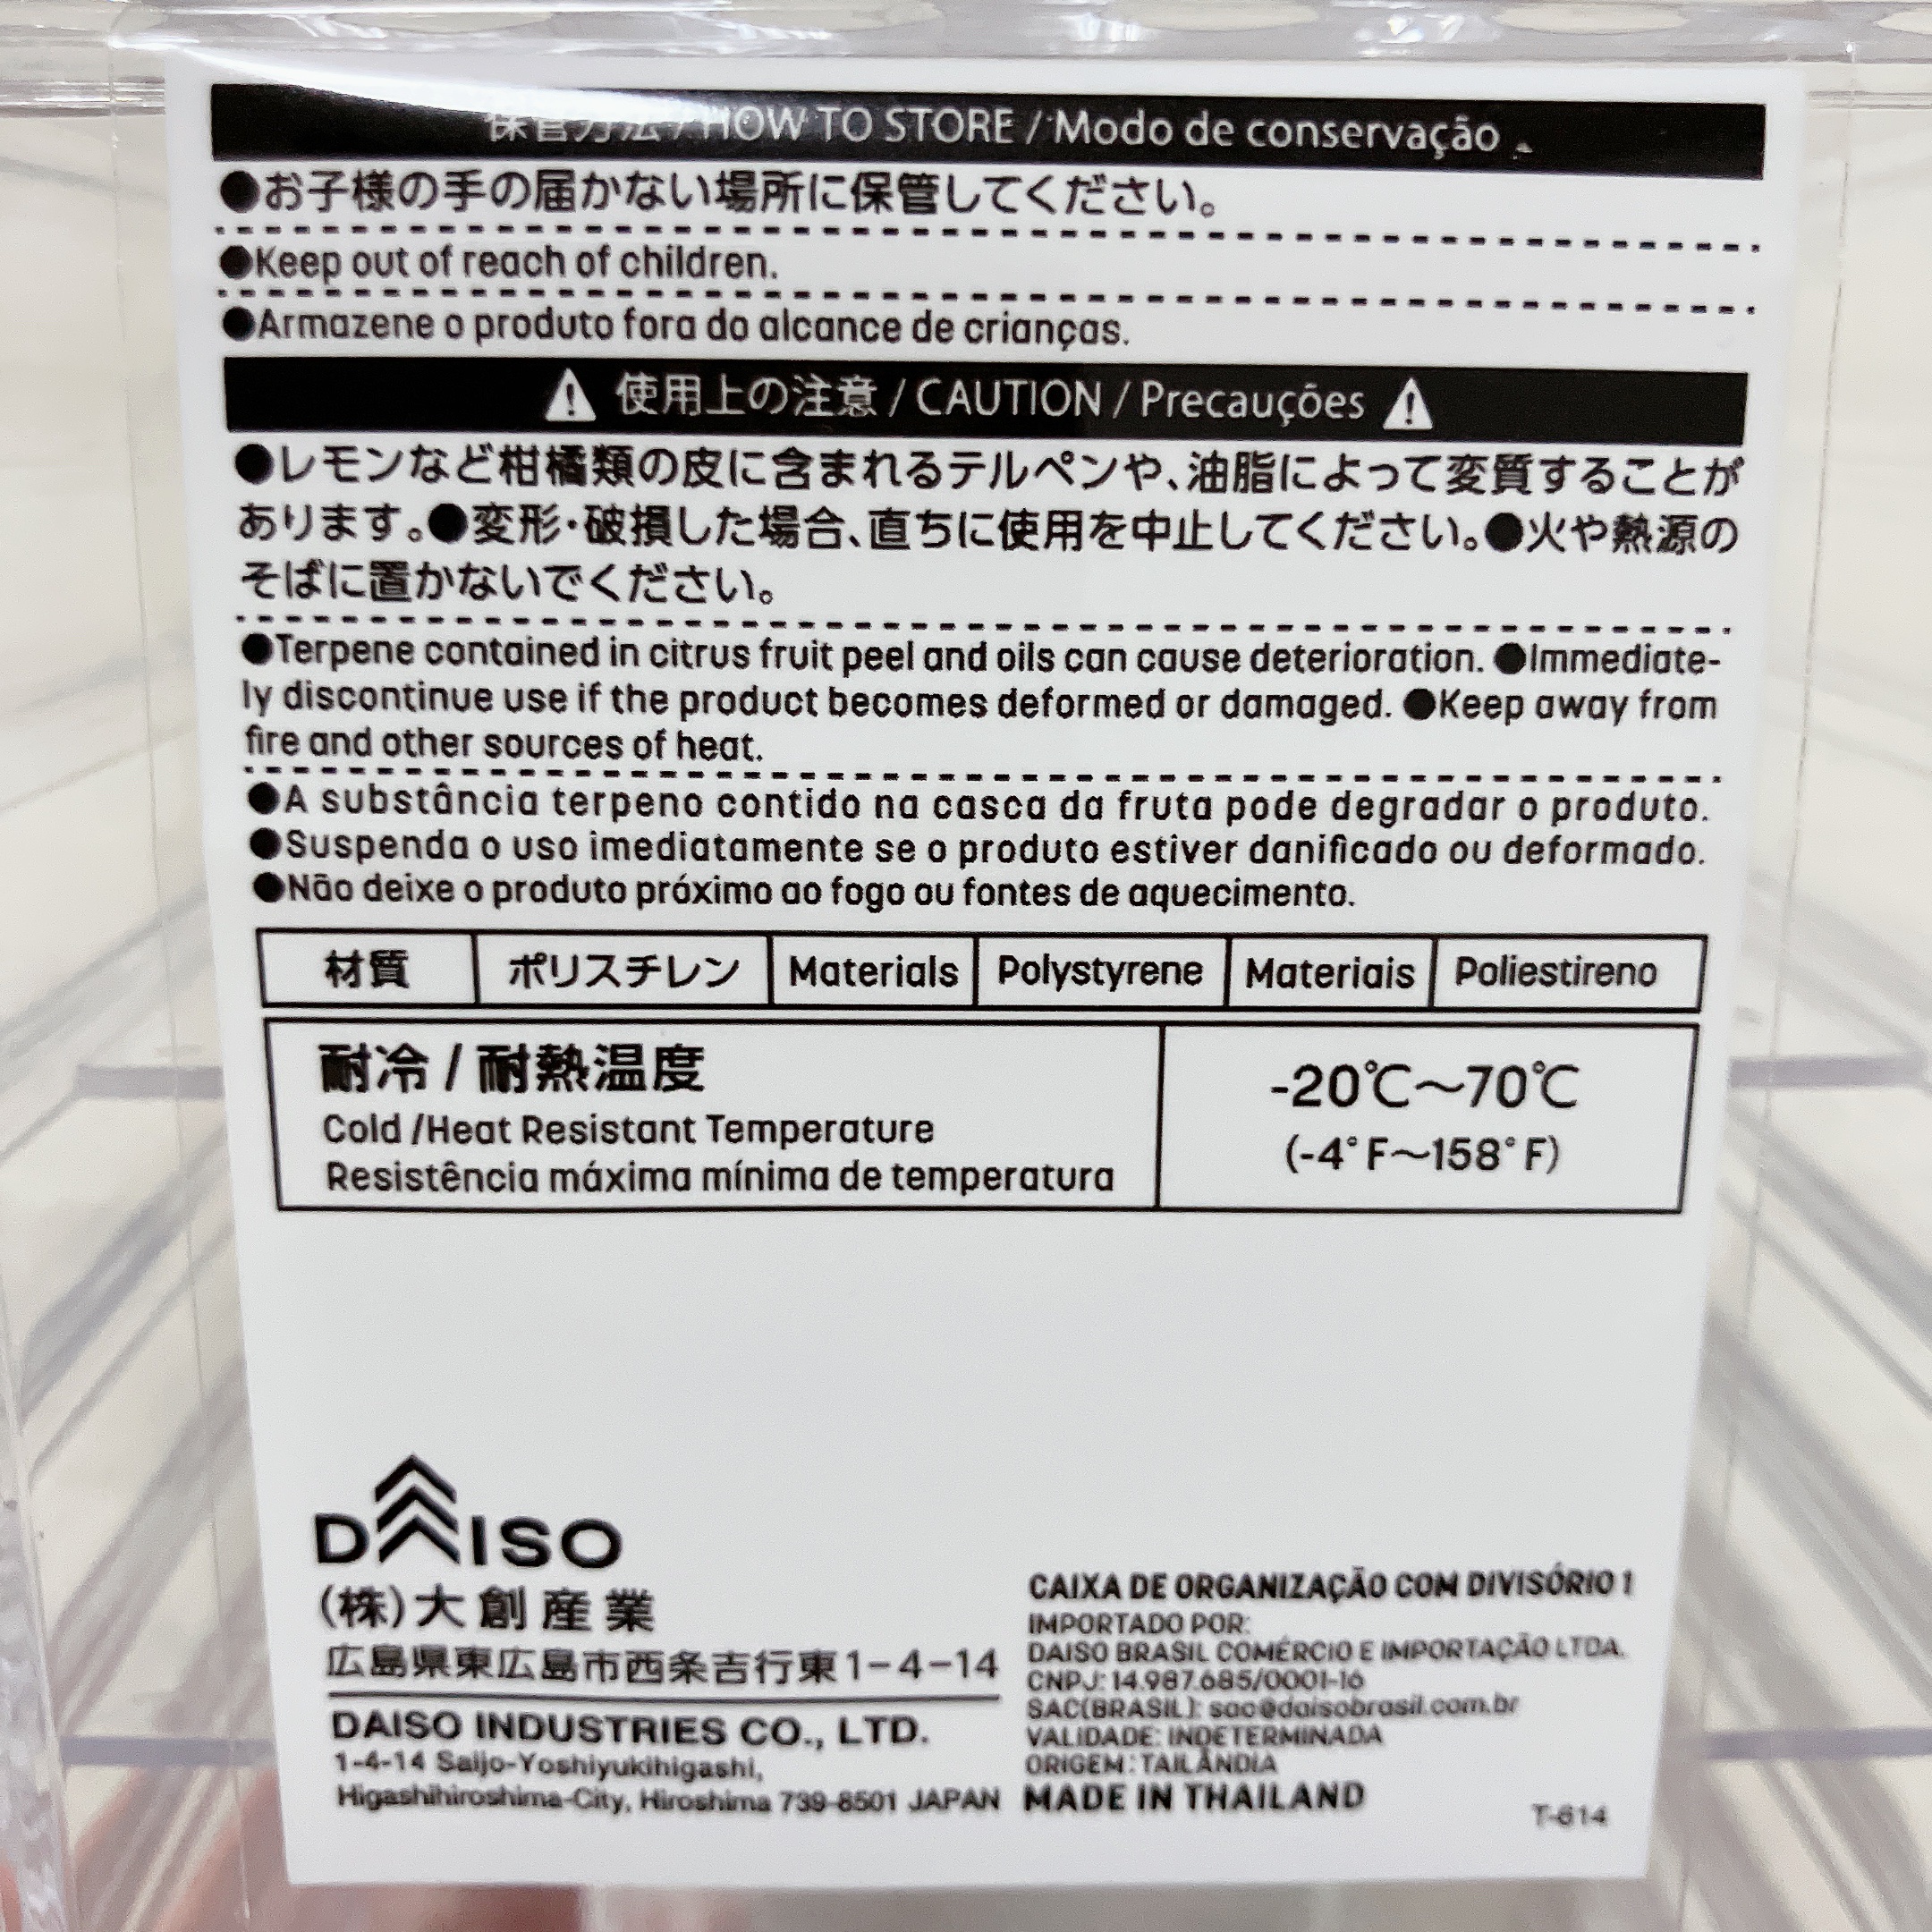 保管方法 / HOW TO STORE / Modo de conservação
●お子様の手の届かない場所に保管してください。
●Keep out of reach of children.
●Armazene o produto fora do alcance de crianças.
⚠ 使用上の注意 / CAUTION / Precauções ⚠
●レモンなど柑橘類の皮に含まれるテルペンや、油脂によって変質することが
あります。●変形・破損した場合、直ちに使用を中止してください。●火や熱源の
そばに置かないでください。
●Terpene contained in citrus fruit peel and oils can cause deterioration. ●Immediate-
ly discontinue use if the product becomes deformed or damaged. ●Keep away from
fire and other sources of heat.
●A substância terpeno contido na casca da fruta pode degradar o produto.
●Suspenda o uso imediatamente se o produto estiver danificado ou deformado.
●Não deixe o produto próximo ao fogo ou fontes de aquecimento.
材質 ポリスチレン Materials Polystyrene Materiais Poliestireno
耐冷 / 耐熱温度
Cold /Heat Resistant Temperature
Resistência máxima mínima de temperatura
-20℃～70℃
(-4°F～158°F)
DAISO
(株)大創産業
広島県東広島市西条吉行東1-4-14
DAISO INDUSTRIES CO., LTD.
1-4-14 Saijo-Yoshiyukihigashi,
Higashihiroshima-City, Hiroshima 739-8501 JAPAN
CAIXA DE ORGANIZAÇÃO COM DIVISÓRIO 1
IMPORTADO POR:
DAISO BRASIL COMÉRCIO E IMPORTAÇÃO LTDA.
CNPJ: 14.987.685/0001-16
SAC(BRASIL): sac@daisobrasil.com.br
VALIDADE: INDETERMINADA
ORIGEM: TAILÂNDIA
MADE IN THAILAND
T-614